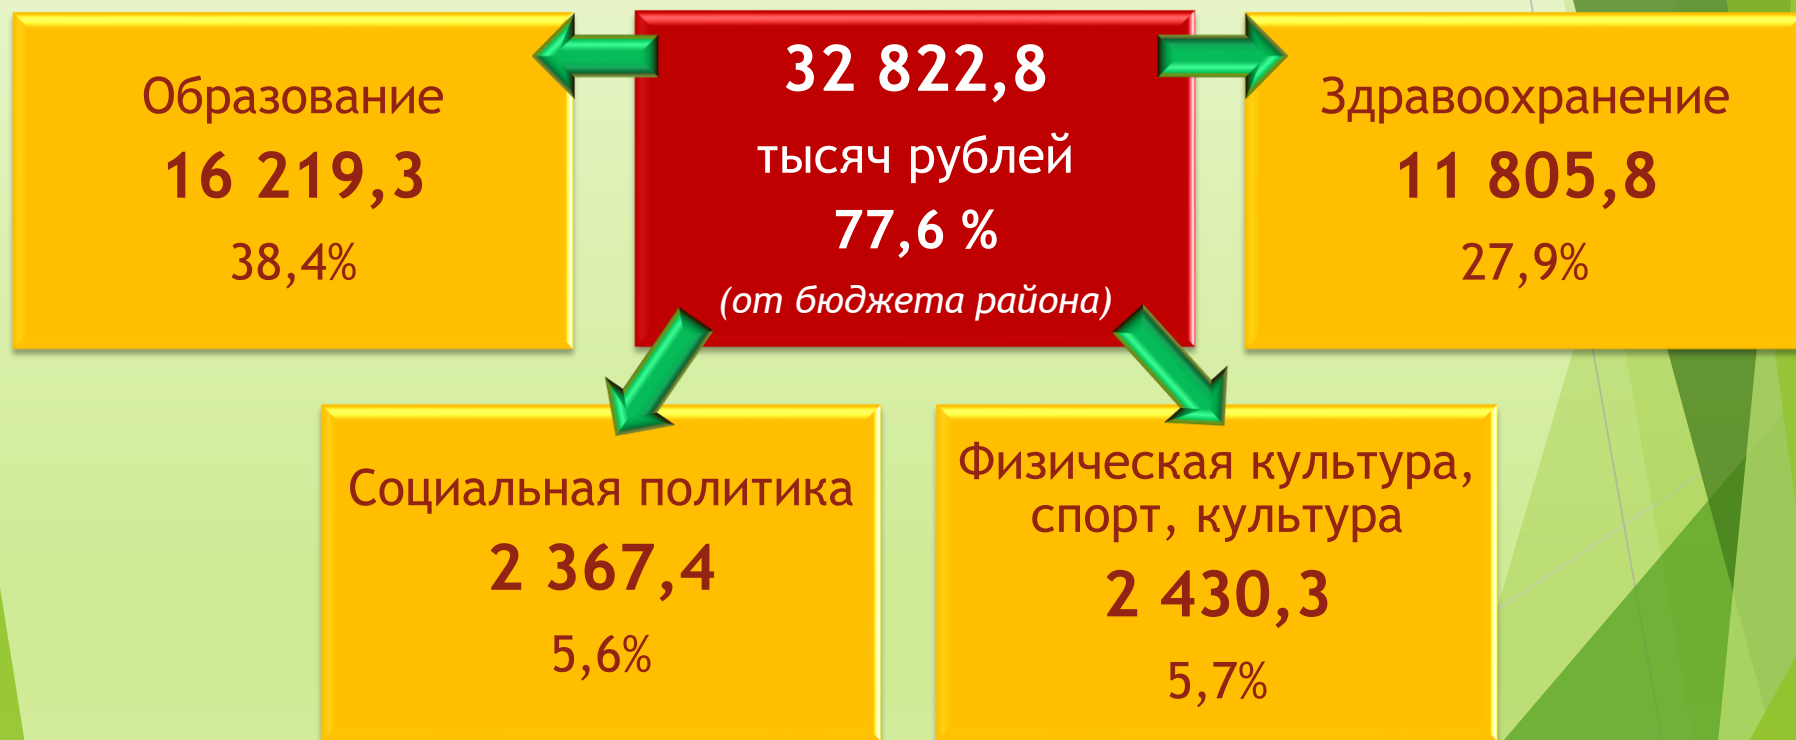 Образование
16 219,3
38,4%
32 822,8
тысяч рублей
77,6 %
(от бюджета района)
Здравоохранение
11 805,8
27,9%
Социальная политика
2 367,4
5,6%
Физическая культура,
спорт, культура
2 430,3
5,7%